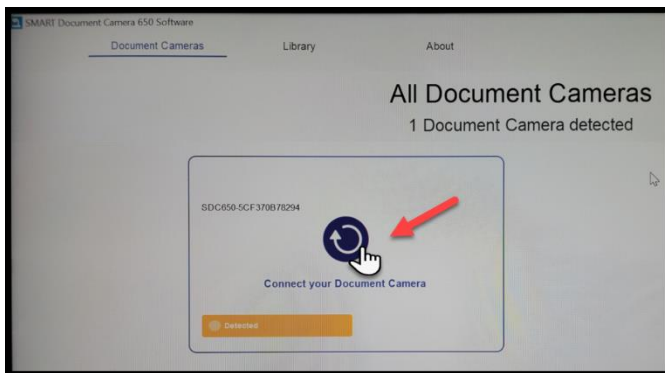 SMART Document Camera 650 Software
Document Cameras Library About
All Document Cameras
1 Document Camera detected
SDC650-5CF370B78294
Connect your Document Camera
Detected